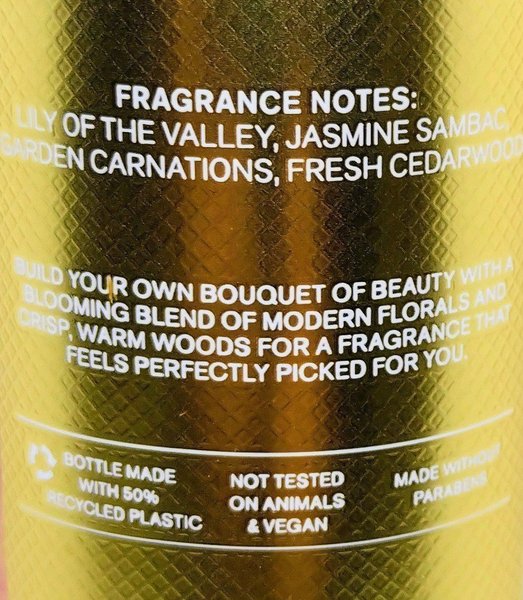 FRAGRANCE NOTES:
LILY OF THE VALLEY, JASMINE SAMBAC,
GARDEN CARNATIONS, FRESH CEDARWOOD
BUILD YOUR OWN BOUQUET OF BEAUTY WITH A
BLOOMING BLEND OF MODERN FLORALS AND
CRISP, WARM WOODS FOR A FRAGRANCE THAT
FEELS PERFECTLY PICKED FOR YOU.
BOTTLE MADE
WITH 50%
RECYCLED PLASTIC
NOT TESTED
ON ANIMALS
& VEGAN
MADE WITHOUT
PARABENS